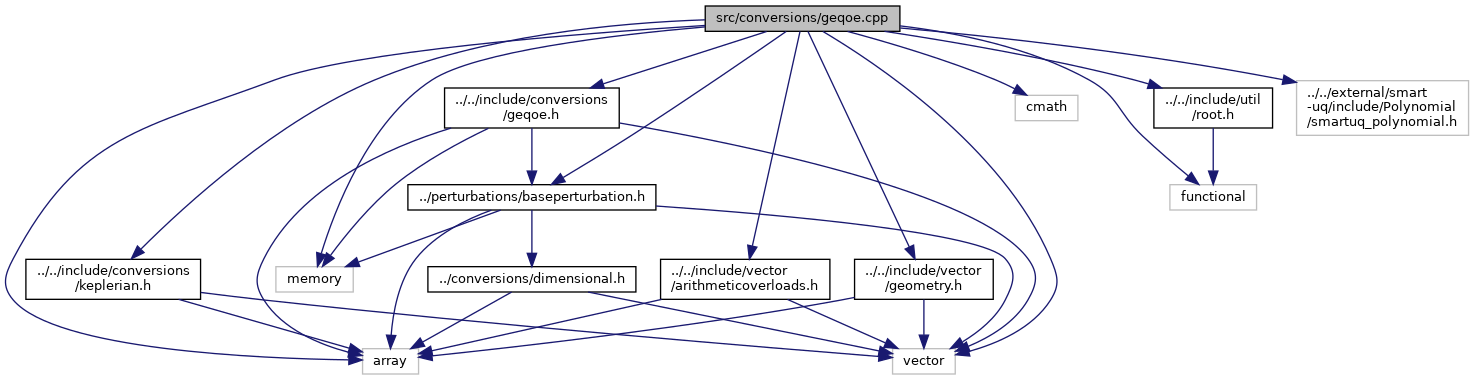 src/conversions/geqoe.cpp
../../include/conversions
/geqoe.h
cmath
../../include/util
/root.h
../../external/smart
-uq/include/Polynomial
/smartuq_polynomial.h
../perturbations/baseperturbation.h
functional
../../include/conversions
/keplerian.h
memory
../conversions/dimensional.h
../../include/vector
/arithmeticoverloads.h
../../include/vector
/geometry.h
array
vector